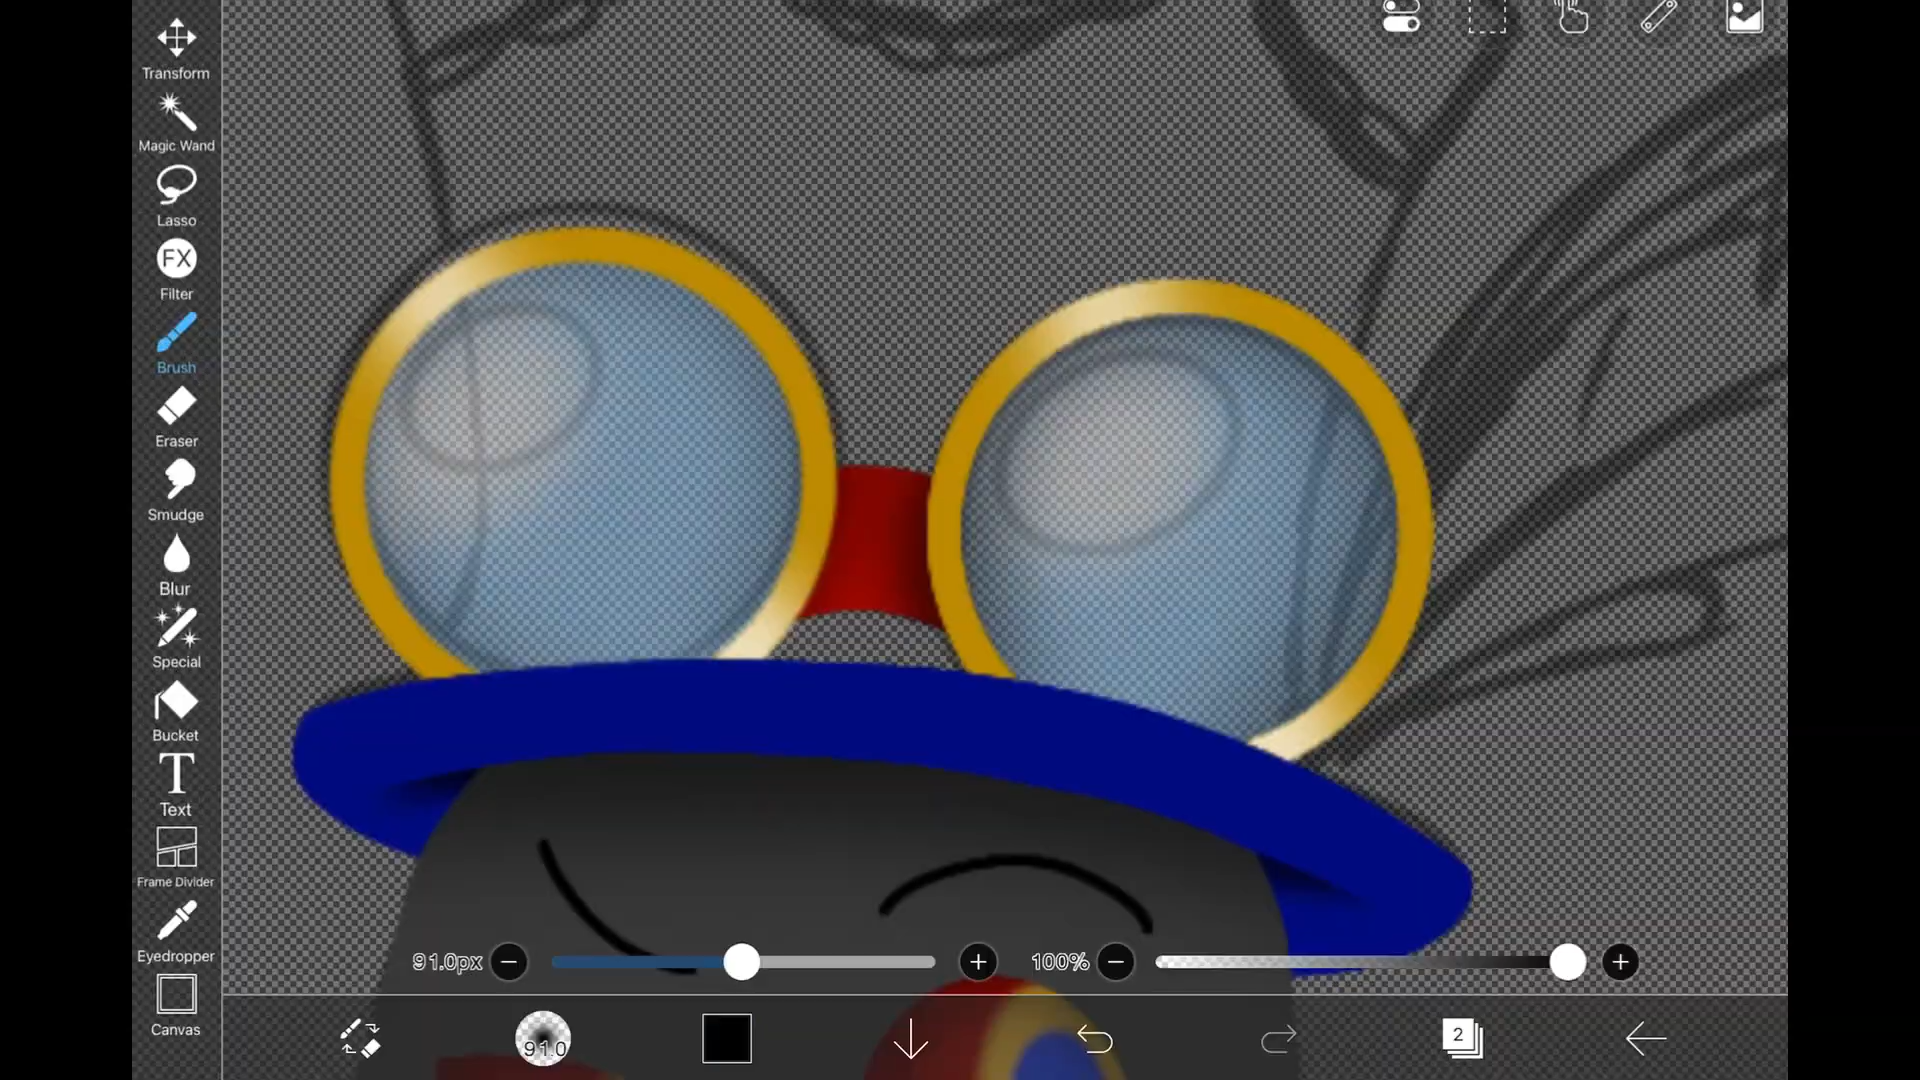 Transform
Magic Wand
Lasso
FX
Filter
Brush
Eraser
Smudge
Blur
Special
Bucket
T
Text
Frame Divider
Eyedropper
Canvas
91.0px
100%
91.0
2